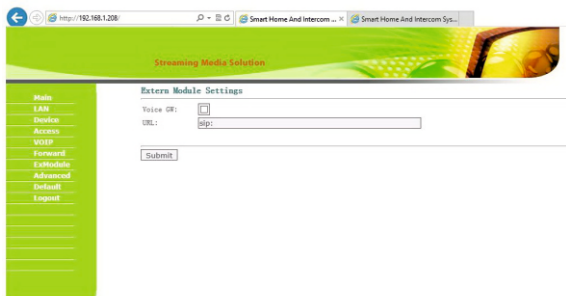 http://192.168.1.208/
Smart Home And Intercom ...
Smart Home And Intercom Sys...
Streaming Media Solution
Extern Module Settings
Main
LAN
Device
Access
VOIP
Forward
ExModule
Advanced
Default
Logout
Voice GW:
URL:
sip:
Submit